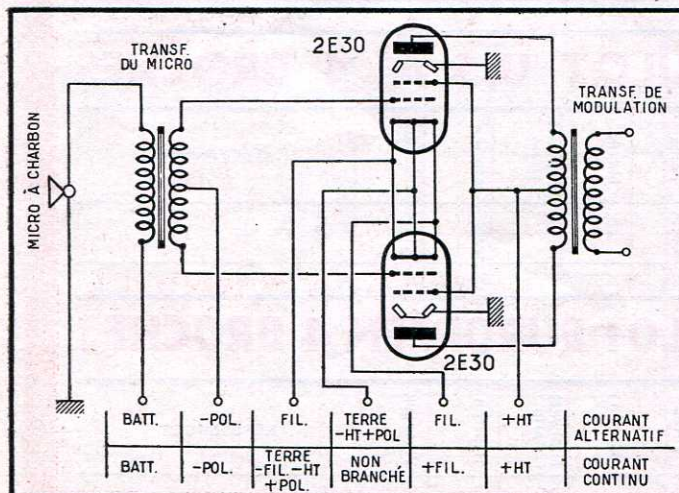 TRANSF.
DU MICRO
2E30
TRANSF. DE
MODULATION
MICRO À CHARBON
2E30
BATT. -POL. FIL. TERRE FIL. +HT COURANT
-HT+POL ALTERNATIF
BATT. -POL. TERRE NON +FIL. +HT COURANT
-FIL.-HT BRANCHÉ CONTINU
+POL.